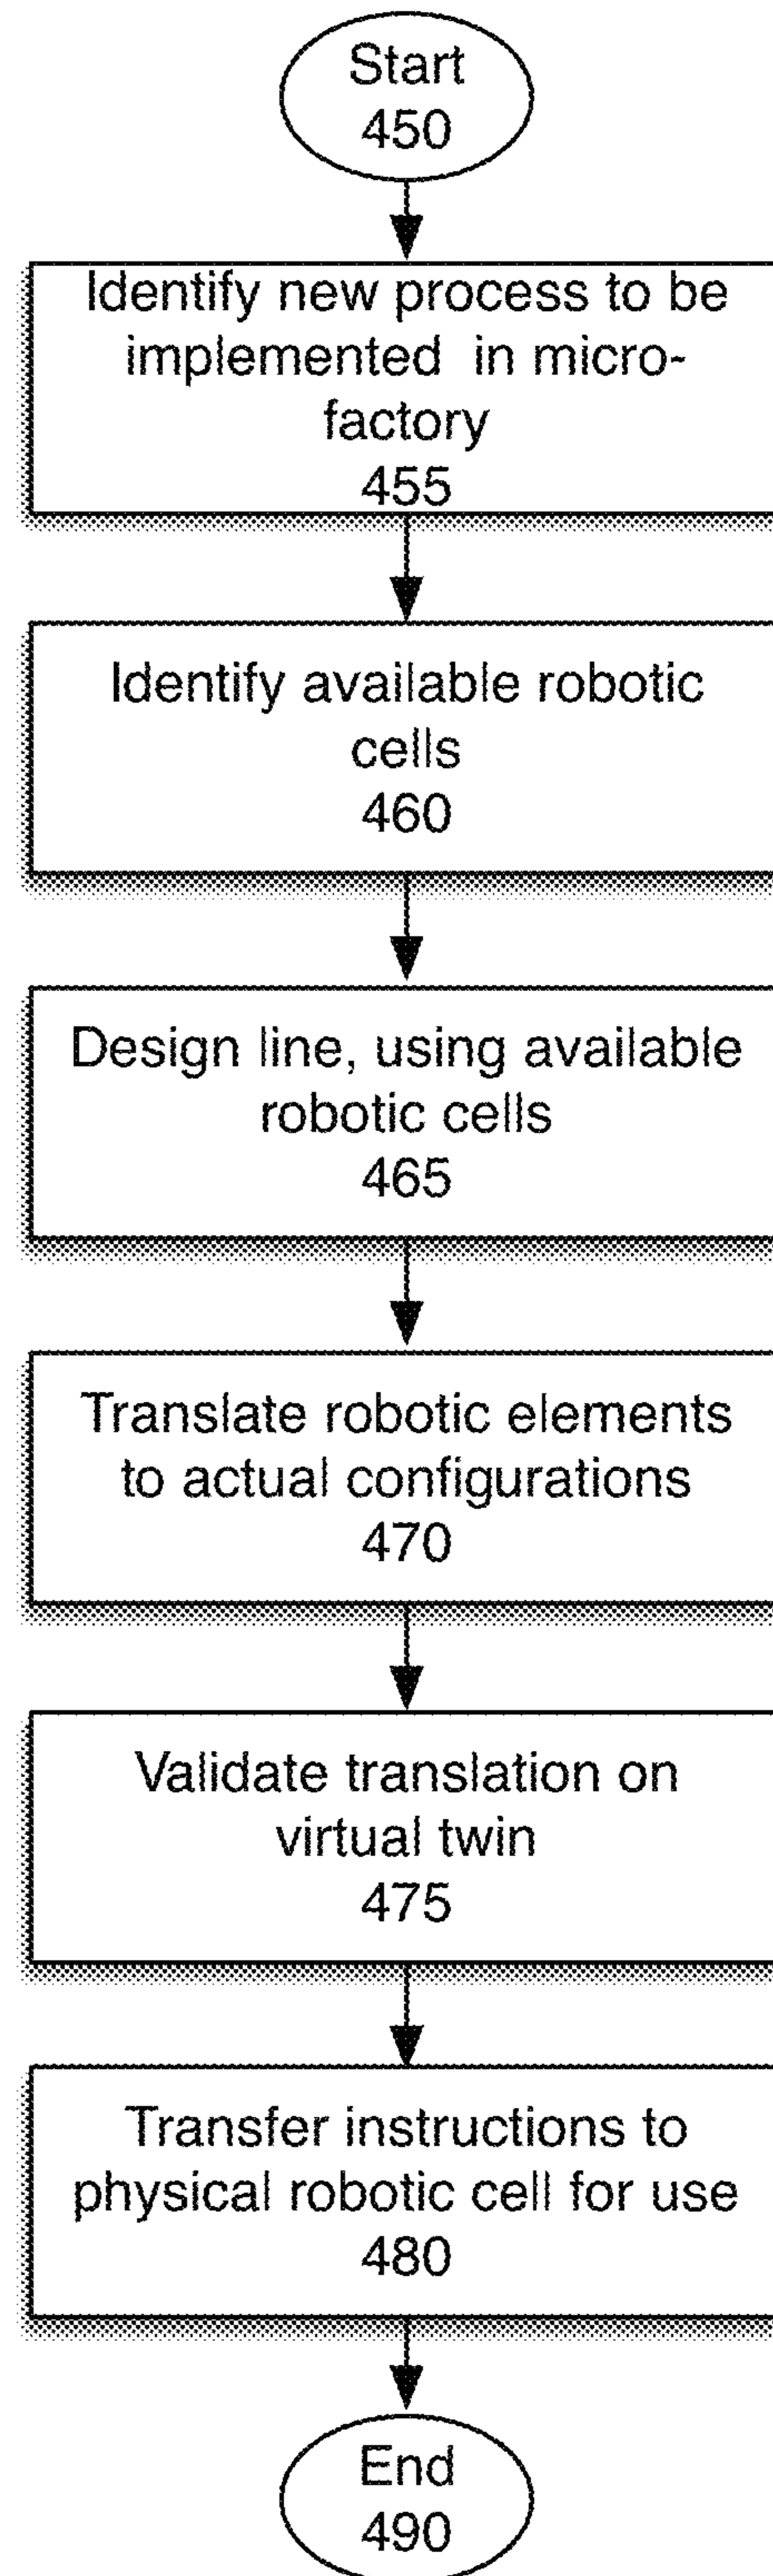 Start
450
Identify new process to be
implemented in micro-
factory
455
Identify available robotic
cells
460
Design line, using available
robotic cells
465
Translate robotic elements
to actual configurations
470
Validate translation on
virtual twin
475
Transfer instructions to
physical robotic cell for use
480
End
490